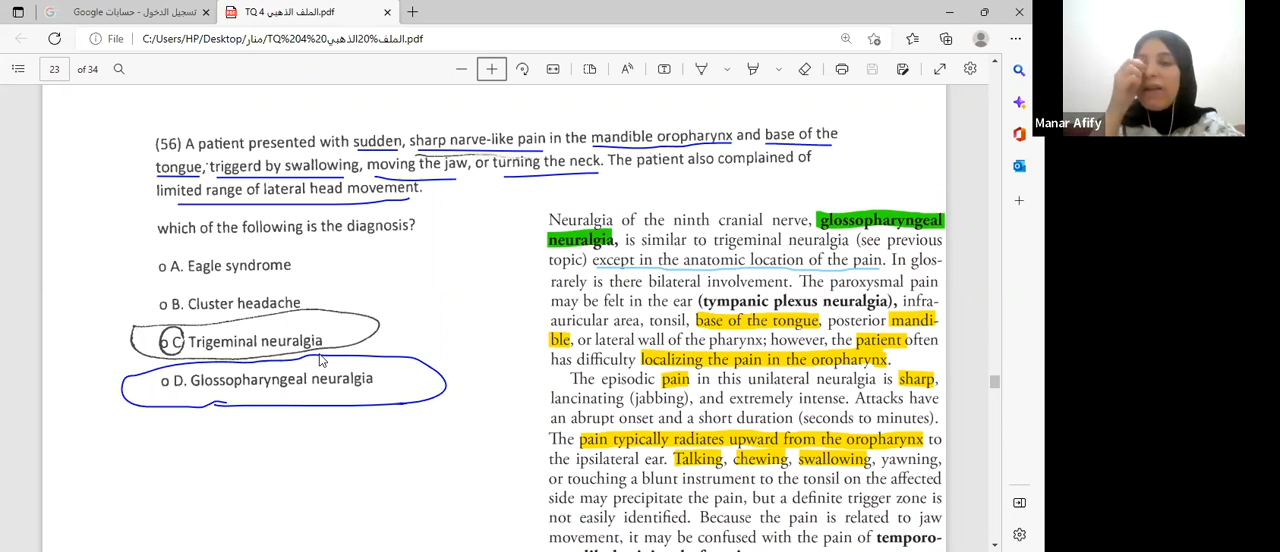 تسجيل الدخول - حسابات Google
TQ 4 الملف الذهبي.pdf
File
C:/Users/HP/Desktop/منار/TQ%204%20الملف%20الذهبي.pdf
23
of 34
Manar Afify
(56) A patient presented with sudden, sharp narve-like pain in the mandible oropharynx and base of the
tongue, triggerd by swallowing, moving the jaw, or turning the neck. The patient also complained of
limited range of lateral head movement.
which of the following is the diagnosis?
o A. Eagle syndrome
o B. Cluster headache
o C. Trigeminal neuralgia
o D. Glossopharyngeal neuralgia
Neuralgia of the ninth cranial nerve, glossopharyngeal
neuralgia, is similar to trigeminal neuralgia (see previous
topic) except in the anatomic location of the pain. In glos-
rarely is there bilateral involvement. The paroxysmal pain
may be felt in the ear (tympanic plexus neuralgia), infra-
auricular area, tonsil, base of the tongue, posterior mandi-
ble, or lateral wall of the pharynx; however, the patient often
has difficulty localizing the pain in the oropharynx.
The episodic pain in this unilateral neuralgia is sharp,
lancinating (jabbing), and extremely intense. Attacks have
an abrupt onset and a short duration (seconds to minutes).
The pain typically radiates upward from the oropharynx to
the ipsilateral ear. Talking, chewing, swallowing, yawning,
or touching a blunt instrument to the tonsil on the affected
side may precipitate the pain, but a definite trigger zone is
not easily identified. Because the pain is related to jaw
movement, it may be confused with the pain of temporo-